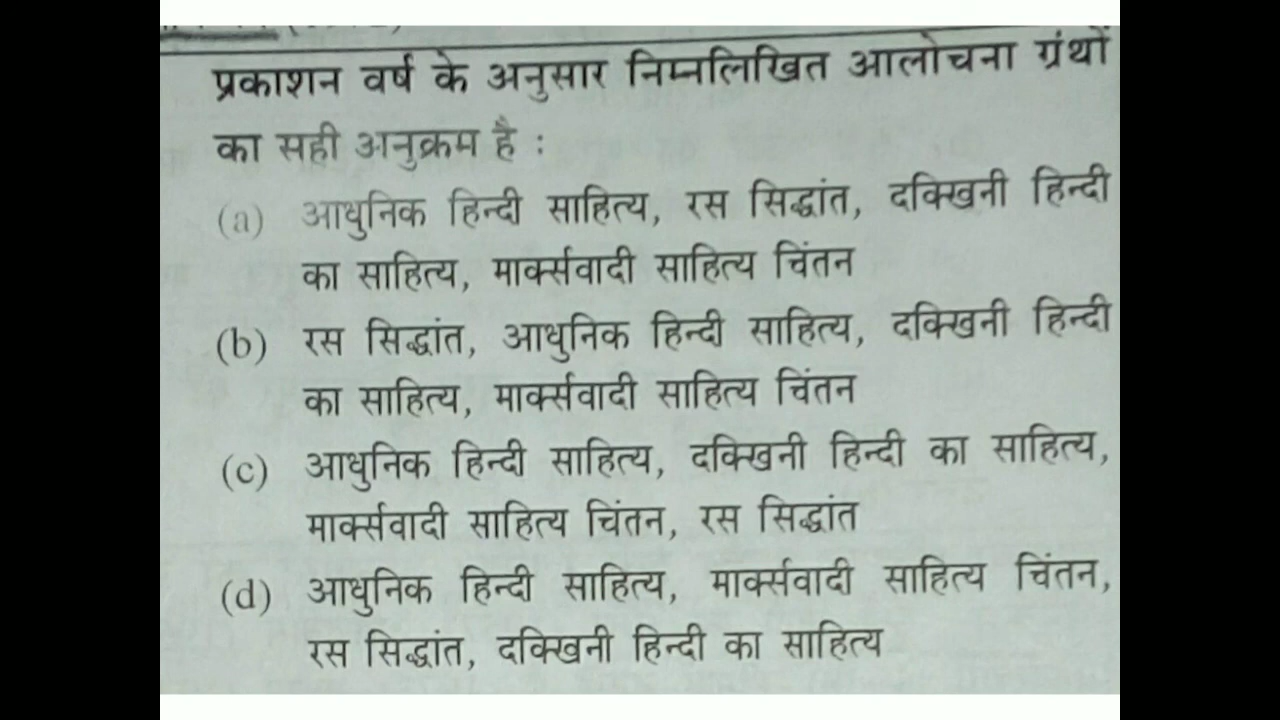 प्रकाशन वर्ष के अनुसार निम्नलिखित आलोचना ग्रंथों
का सही अनुक्रम है :
(a) आधुनिक हिन्दी साहित्य, रस सिद्धांत, दक्खिनी हिन्दी
का साहित्य, मार्क्सवादी साहित्य चिंतन
(b) रस सिद्धांत, आधुनिक हिन्दी साहित्य, दक्खिनी हिन्दी
का साहित्य, मार्क्सवादी साहित्य चिंतन
(c) आधुनिक हिन्दी साहित्य, दक्खिनी हिन्दी का साहित्य,
मार्क्सवादी साहित्य चिंतन, रस सिद्धांत
(d) आधुनिक हिन्दी साहित्य, मार्क्सवादी साहित्य चिंतन,
रस सिद्धांत, दक्खिनी हिन्दी का साहित्य